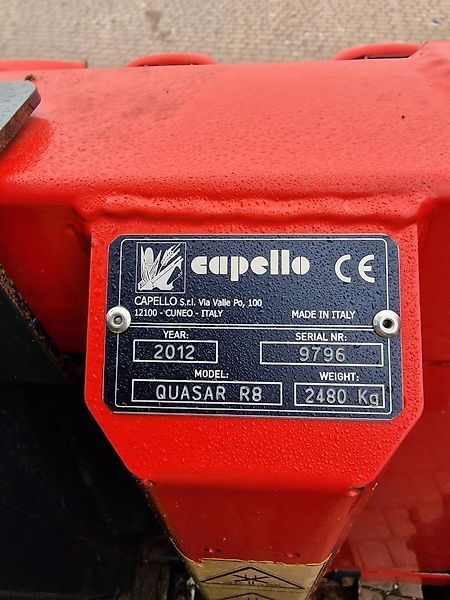 capello CE
CAPELLO S.r.l. Via Valle Po, 100
12100 - CUNEO - ITALY MADE IN ITALY
YEAR: SERIAL NR:
2012 9796
MODEL: WEIGHT:
QUASAR R8 2480 Kg